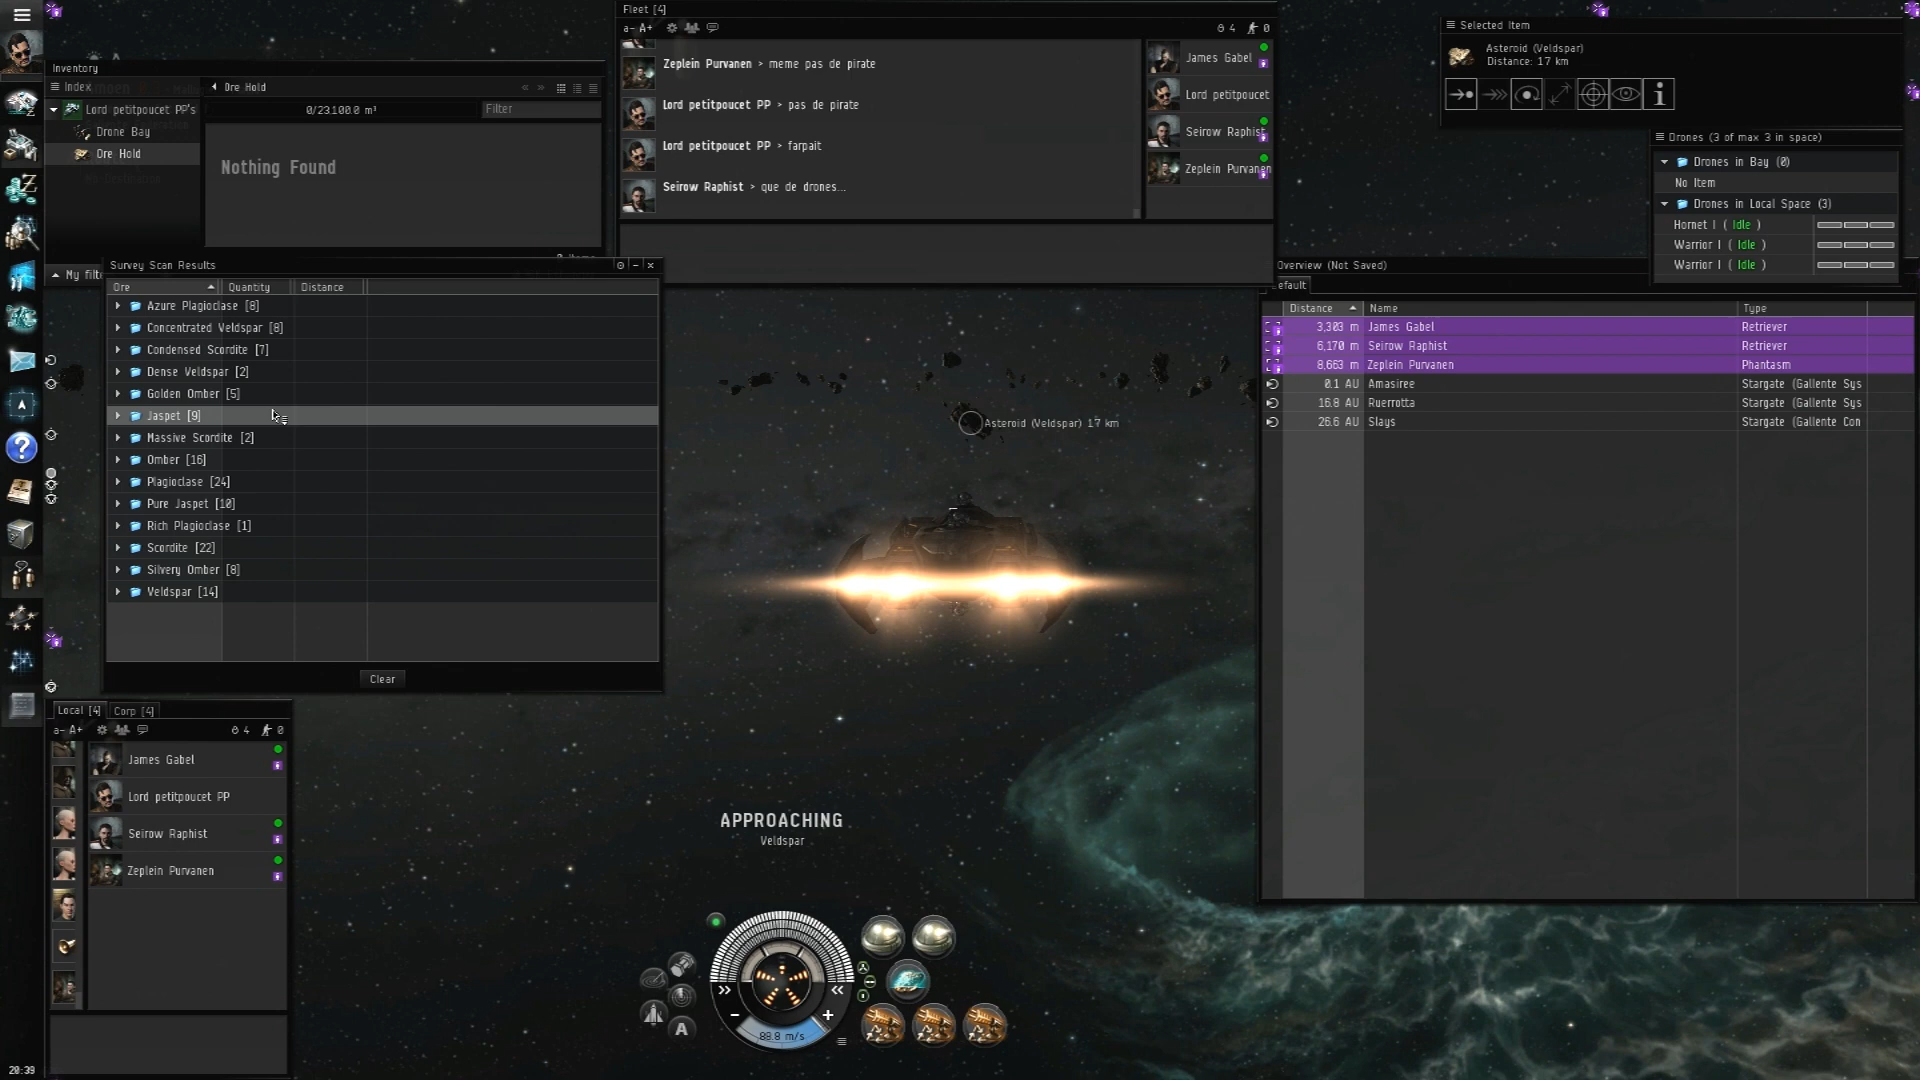 Fleet [4]
a- A+
4
0
Zeplein Purvanen > meme pas de pirate
Lord petitpoucet PP > pas de pirate
Lord petitpoucet PP > farpait
Seirow Raphist > que de drones...
James Gabel
Lord petitpoucet
Seirow Raphist
Zeplein Purvanen
Selected Item
Asteroid (Veldspar)
Distance: 17 km
Inventory
Index
Ore Hold
Lord petitpoucet PP's
0/23,100.0 m³
Filter
Drone Bay
Ore Hold
Nothing Found
My filt
Drones (3 of max 3 in space)
Drones in Bay (0)
No Item
Drones in Local Space (3)
Hornet I ( Idle )
Warrior I ( Idle )
Warrior I ( Idle )
Survey Scan Results
Ore
Quantity
Distance
Azure Plagioclase [8]
Concentrated Veldspar [8]
Condensed Scordite [7]
Dense Veldspar [2]
Golden Omber [5]
Jaspet [9]
Massive Scordite [2]
Omber [16]
Plagioclase [24]
Pure Jaspet [10]
Rich Plagioclase [1]
Scordite [22]
Silvery Omber [8]
Veldspar [14]
Clear
Overview (Not Saved)
efault
Distance
Name
Type
3,303 m James Gabel Retriever
6,170 m Seirow Raphist Retriever
8,663 m Zeplein Purvanen Phantasm
0.1 AU Amasiree Stargate (Gallente Sys
16.8 AU Ruerrotta Stargate (Gallente Sys
26.6 AU Slays Stargate (Gallente Con
Asteroid (Veldspar) 17 km
Local [4]
Corp [4]
a- A+
4
0
James Gabel
Lord petitpoucet PP
Seirow Raphist
Zeplein Purvanen
APPROACHING
Veldspar
A
88.8 m/s
20:39